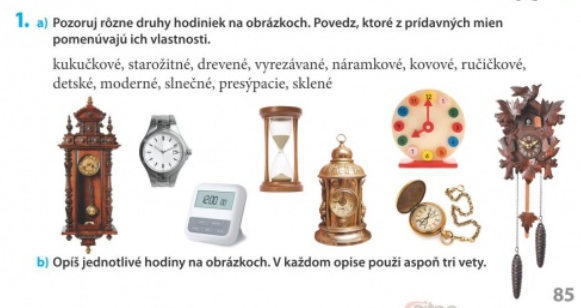 1. a) Pozoruj rôzne druhy hodiniek na obrázkoch. Povedz, ktoré z prídavných mien
pomenúvajú ich vlastnosti.
kukučkové, starožitné, drevené, vyrezávané, náramkové, kovové, ručičkové,
detské, moderné, slnečné, presýpacie, sklené
12:00
b) Opíš jednotlivé hodiny na obrázkoch. V každom opise použi aspoň tri vety.
85